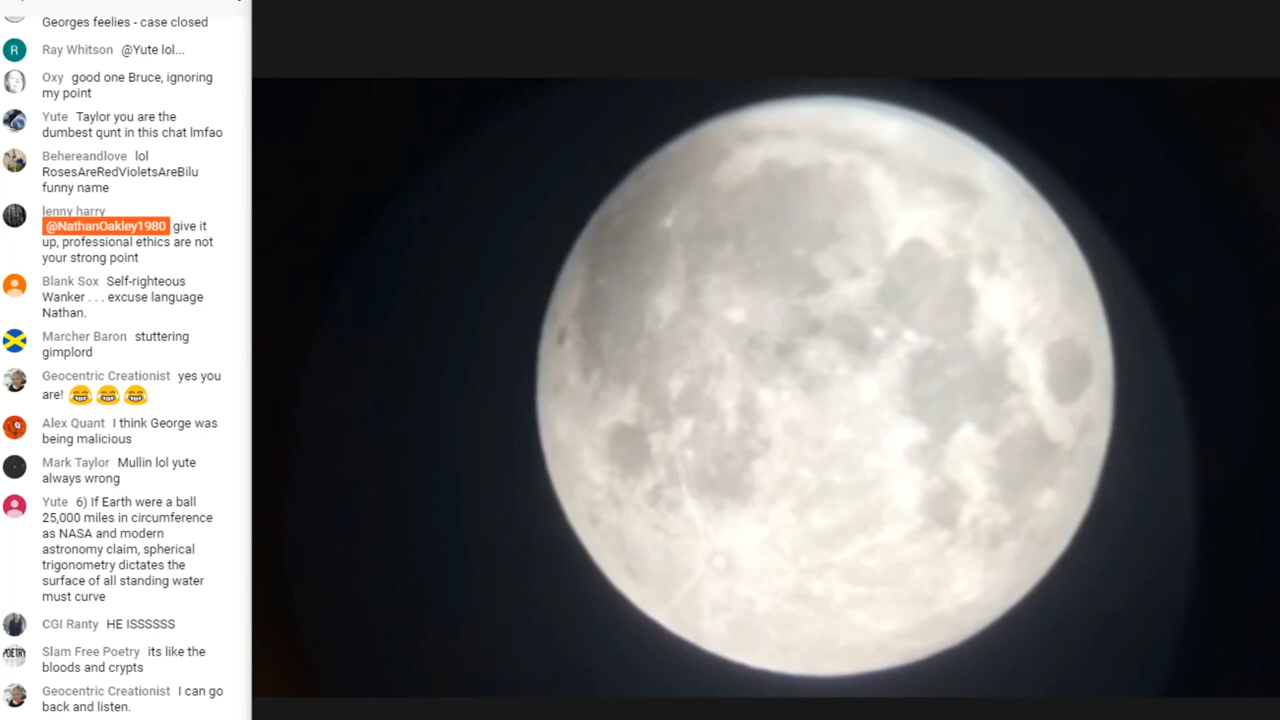 Georges feelies - case closed
R Ray Whitson @Yute lol...
Oxy good one Bruce, ignoring
my point
Yute Taylor you are the
dumbest qunt in this chat lmfao
Behereandlove lol
RosesAreRedVioletsAreBilu
funny name
lenny harry
@NathanOakley1980 give it
up, professional ethics are not
your strong point
Blank Sox Self-righteous
Wanker . . . excuse language
Nathan.
Marcher Baron stuttering
gimplord
Geocentric Creationist yes you
are! 😂 😂 😂
Alex Quant I think George was
being malicious
Mark Taylor Mullin lol yute
always wrong
Yute 6) If Earth were a ball
25,000 miles in circumference
as NASA and modern
astronomy claim, spherical
trigonometry dictates the
surface of all standing water
must curve
CGI Ranty HE ISSSSSS
POETRY Slam Free Poetry its like the
bloods and crypts
Geocentric Creationist I can go
back and listen.